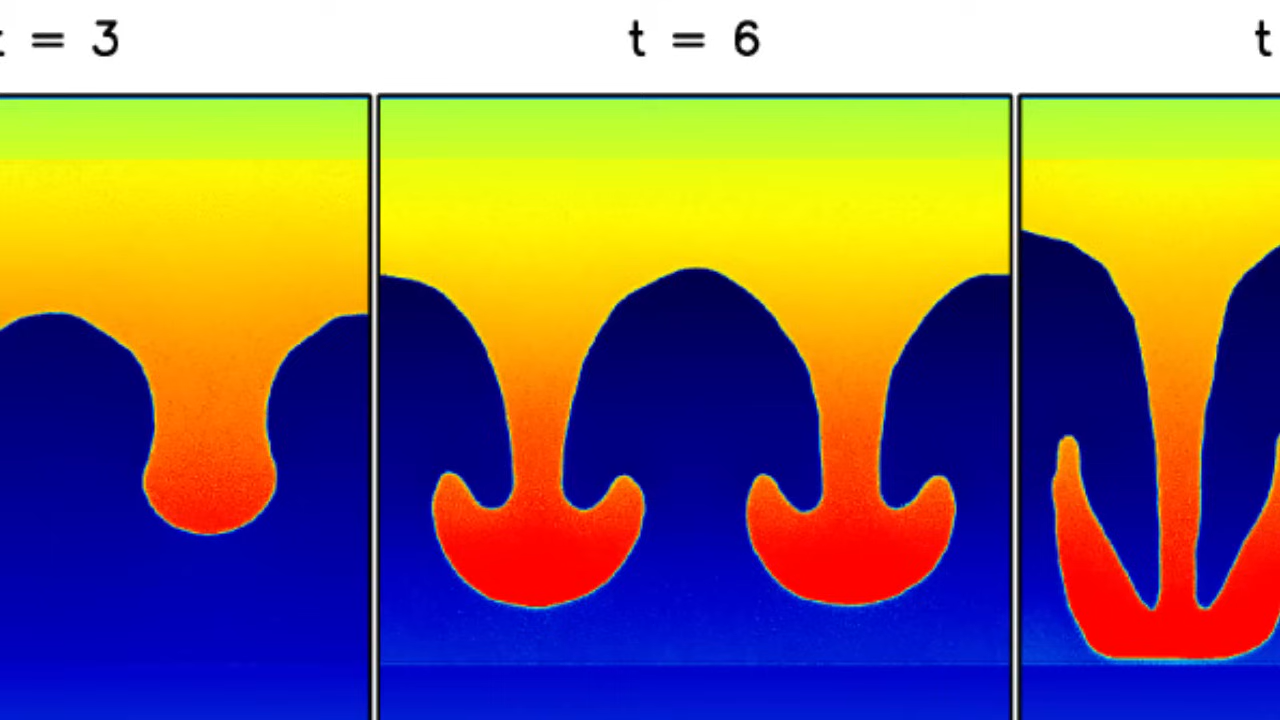 = 3
t = 6
t